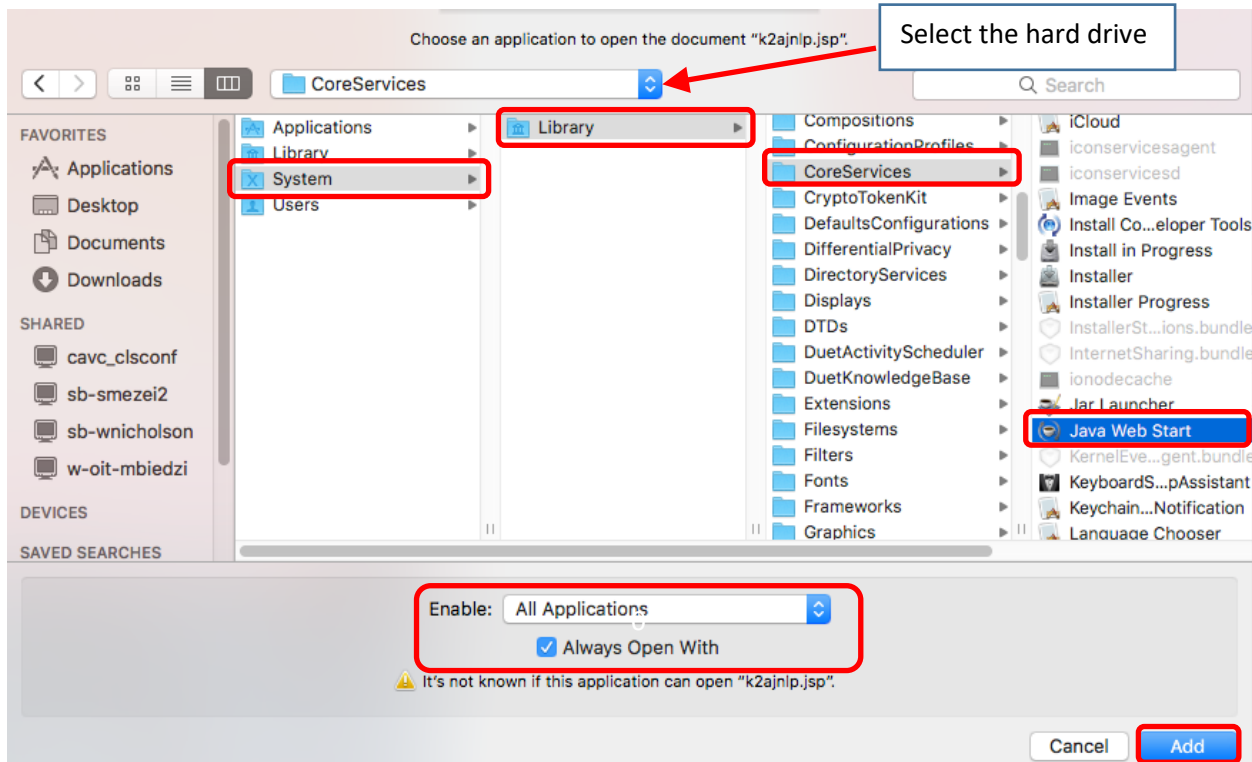 Choose an application to open the document “k2ajnlp.jsp”.
Select the hard drive
CoreServices
Search
FAVORITES
Applications
Desktop
Documents
Downloads
SHARED
cavc_clsconf
sb-smezei2
sb-wnicholson
w-oit-mbiedzi
DEVICES
SAVED SEARCHES
Applications
Library
System
Users
Library
Compositions
ConfigurationProfiles
CoreServices
CryptoTokenKit
DefaultsConfigurations
DifferentialPrivacy
DirectoryServices
Displays
DTDs
DuetActivityScheduler
DuetKnowledgeBase
Extensions
Filesystems
Filters
Fonts
Frameworks
Graphics
iCloud
iconservicesagent
iconservicesd
Image Events
Install Co...eloper Tools
Install in Progress
Installer
Installer Progress
InstallerSt...ions.bundle
InternetSharing.bundle
ionodecache
Jar Launcher
Java Web Start
KernelEve...gent.bundle
KeyboardS...pAssistant
Keychain...Notification
Language Chooser
Enable: All Applications
Always Open With
It’s not known if this application can open “k2ajnlp.jsp”.
Cancel Add